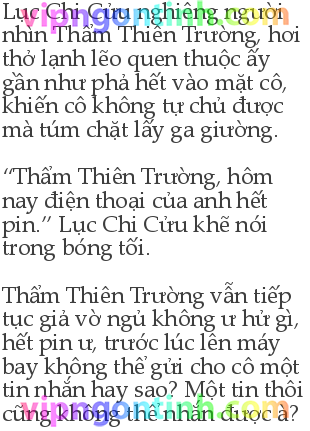 Lục Chi Cửu nghiêng người
vipngontinh.com
nhìn Thẩm Thiên Trường, hơi
thở lạnh lẽo quen thuộc ấy
gần như phả hết vào mặt cô,
khiến cô không tự chủ được
mà túm chặt lấy ga giường.
“Thẩm Thiên Trường, hôm
nay điện thoại của anh hết
pin.” Lục Chi Cửu khẽ nói
trong bóng tối.
Thẩm Thiên Trường vẫn tiếp
tục giả vờ ngủ không ư hử gì,
hết pin ư, trước lúc lên máy
bay không thể gửi cho cô một
tin nhắn hay sao? Một tin thôi
cũng không thể nhắn được à?
vipngontinh.com